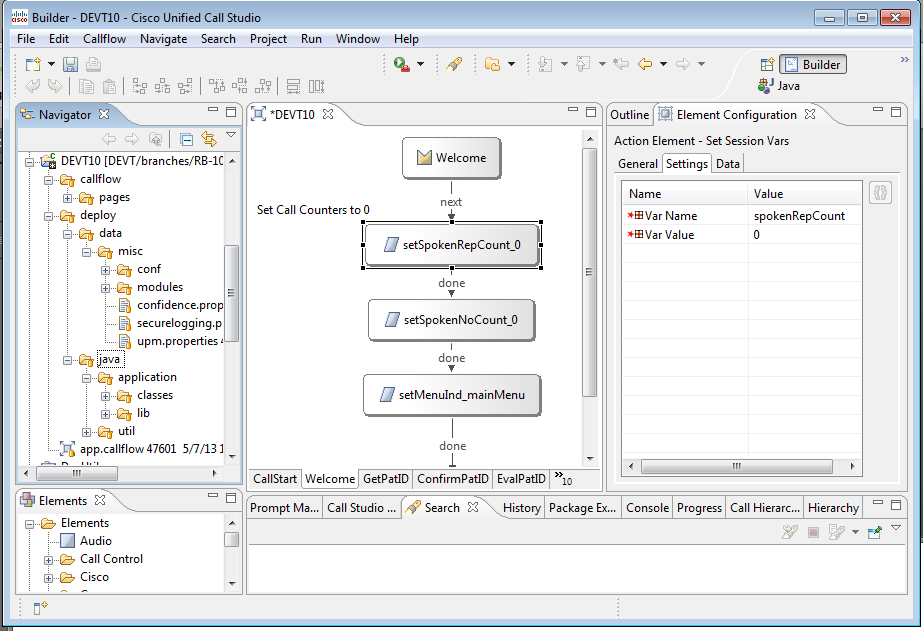 Builder - DEVT10 - Cisco Unified Call Studio
File Edit Callflow Navigate Search Project Run Window Help
Builder
Java
Navigator
DEVT10 [DEVT/branches/RB-10
callflow
pages
deploy
data
misc
conf
modules
confidence.prop
securelogging.p
upm.properties 4
java
application
classes
lib
util
app.callflow 47601 5/7/13 1
*DEVT10
Welcome
next
Set Call Counters to 0
setSpokenRepCount_0
done
setSpokenNoCount_0
done
setMenuInd_mainMenu
done
CallStart Welcome GetPatID ConfirmPatID EvalPatID »10
Outline Element Configuration
Action Element - Set Session Vars
General Settings Data
Name Value
*Var Name spokenRepCount
*Var Value 0
Elements
Elements
Audio
Call Control
Cisco
Prompt Ma... Call Studio ... Search History Package Ex... Console Progress Call Hierarc... Hierarchy